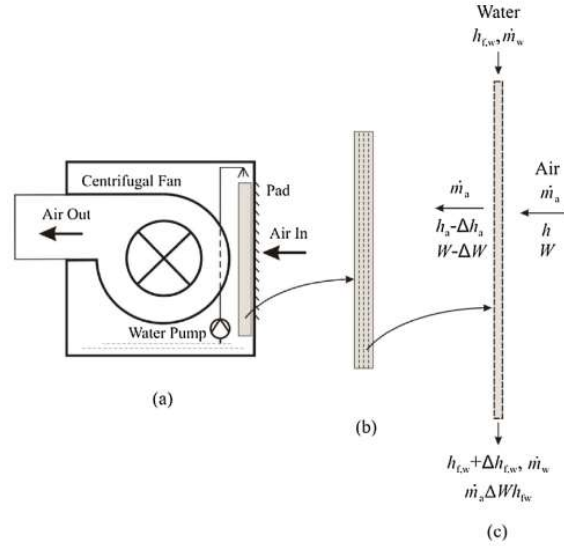 Water
h_f,w, ṁ_w
Centrifugal Fan
Pad
Air Out
Air In
Water Pump
Air
ṁ_a
h
W
ṁ_a
h_a-Δh_a
W-ΔW
(a)
(b)
h_f,w+Δh_f,w, ṁ_w
ṁ_aΔWh_fw
(c)